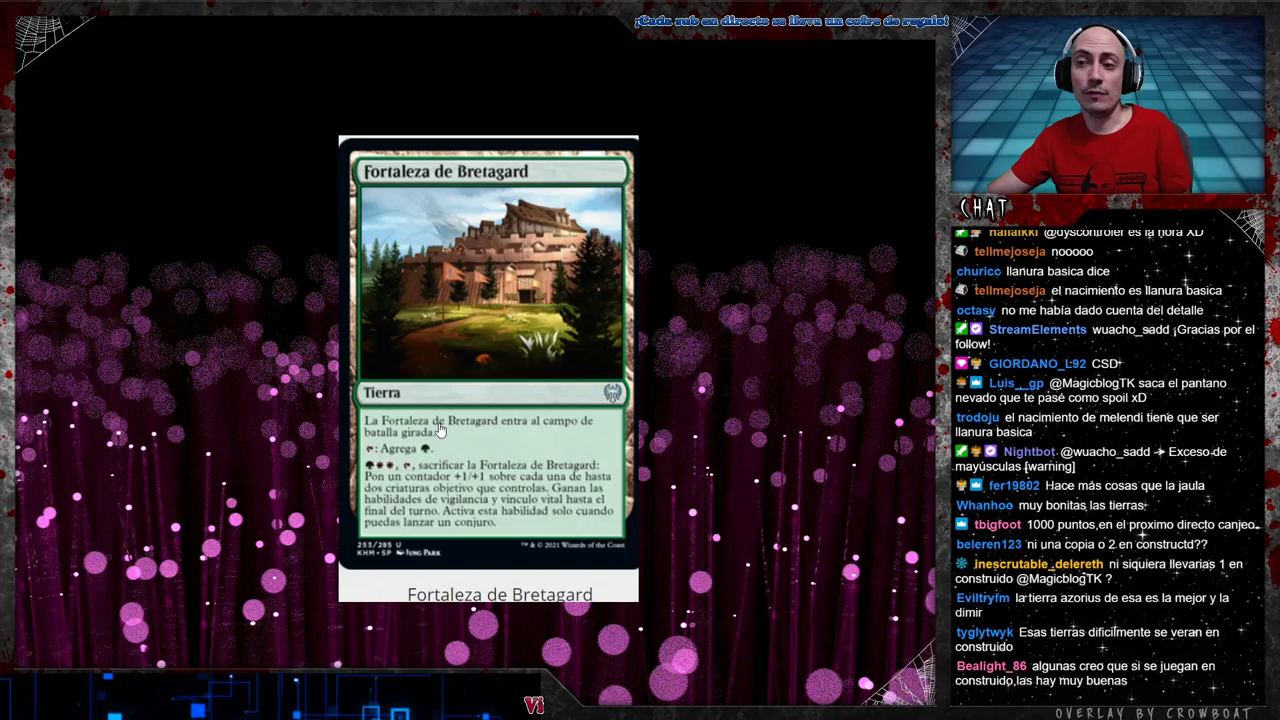 ¡Cada sub en directo se lleva un cofre de regalo!
Fortaleza de Bretagard
Tierra
La Fortaleza de Bretagard entra al campo de
batalla girada.
: Agrega .
, , sacrificar la Fortaleza de Bretagard:
Pon un contador +1/+1 sobre cada una de hasta
dos criaturas objetivo que controlas. Ganan las
habilidades de vigilancia y vínculo vital hasta el
final del turno. Activa esta habilidad solo cuando
puedas lanzar un conjuro.
253/285 U
KHM • SP JUNG PARK
™ & © 2021 Wizards of the Coast
Fortaleza de Bretagard
Vi
CHAT
@dyscontroler es la hora XD
tellmejoseja nooooo
churicc llanura basica dice
tellmejoseja el nacimiento es llanura basica
octasy no me había dado cuenta del detalle
StreamElements wuacho_sadd ¡Gracias por el
follow!
GIORDANO_L92 CSD
Luis__gp @MagicblogTK saca el pantano
nevado que te pasé como spoil xD
trodoju el nacimiento de melendi tiene que ser
llanura basica
Nightbot @wuacho_sadd -> Exceso de
mayúsculas [warning]
fer19802 Hace más cosas que la jaula
Whanhoo muy bonitas las tierras
tbigfoot 1000 puntos,en el proximo directo canjeo
beleren123 ni una copia o 2 en constructd??
inescrutable_delereth ni siquiera llevarias 1 en
construido @MagicblogTK ?
Eviltryfm la tierra azorius de esa es la mejor y la
dimir
tyglytwyk Esas tierras dificilmente se veran en
construido
Bealight_86 algunas creo que si se juegan en
construido,las hay muy buenas
OVERLAY BY CROWBOAT